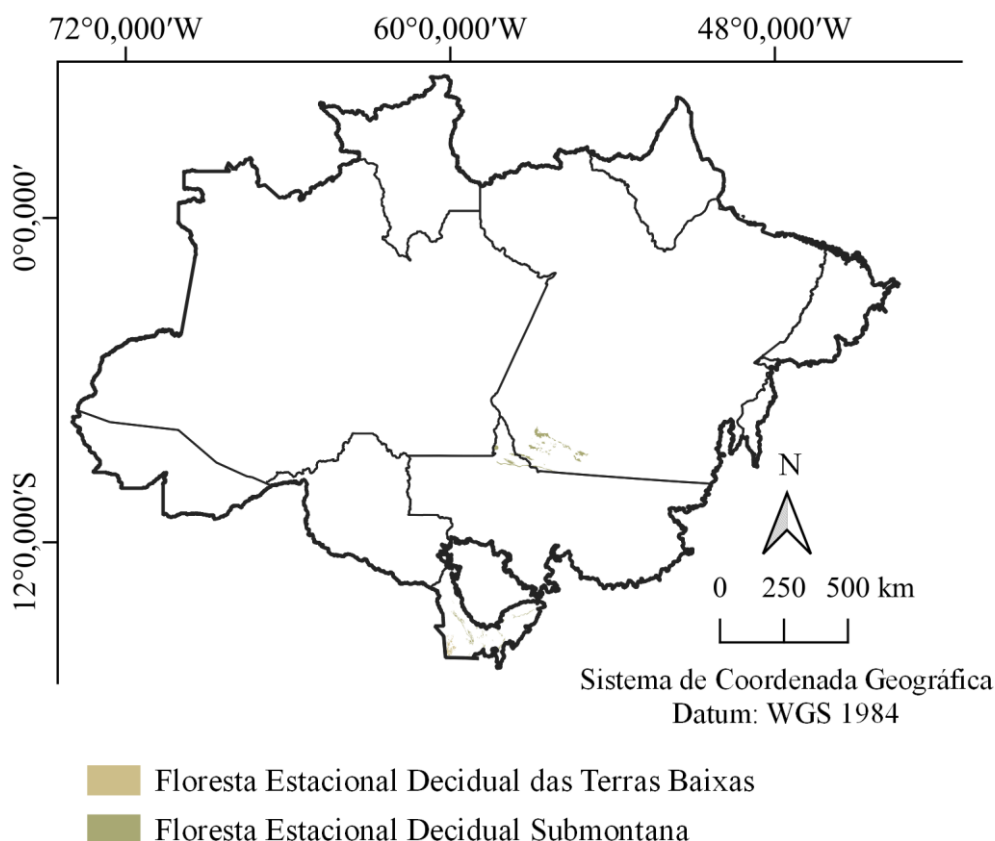 72°0,000′W 60°0,000′W 48°0,000′W
0°0,000′
12°0,000′S
N
0 250 500 km
Sistema de Coordenada Geográfica
Datum: WGS 1984
Floresta Estacional Decidual das Terras Baixas
Floresta Estacional Decidual Submontana